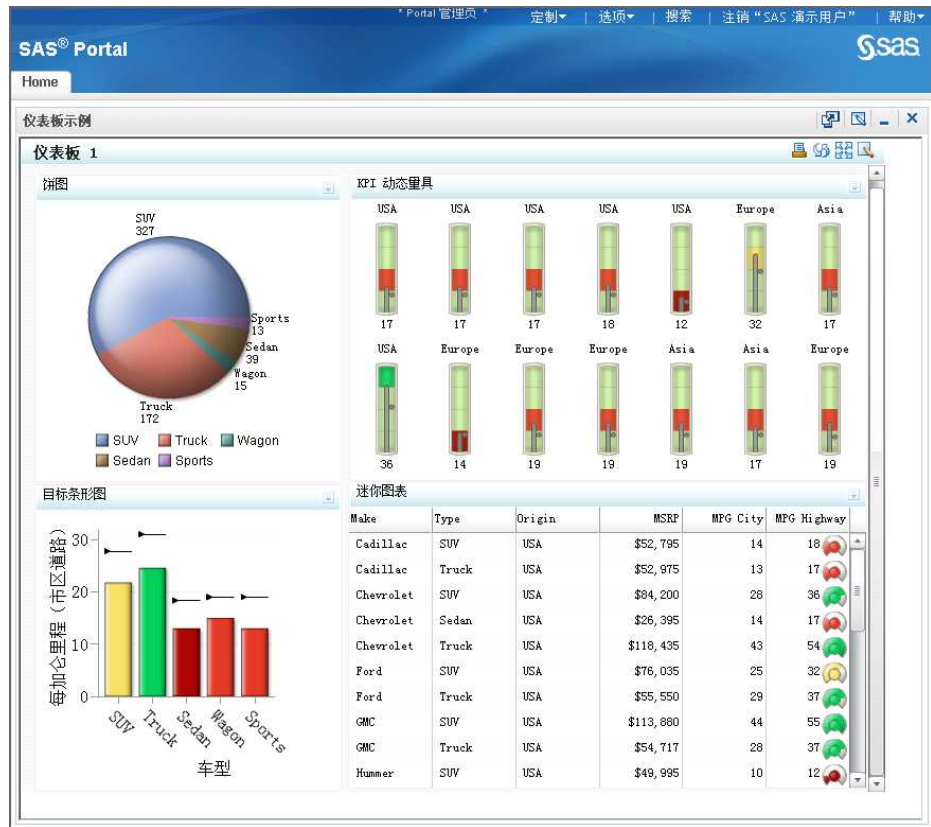 * Portal 管理员 * 定制▾ | 选项▾ | 搜索 | 注销“SAS 演示用户” | 帮助▾
SAS® Portal
sas
Home
仪表板示例
仪表板 1
饼图
SUV
327
Sports
13
Sedan
39
Wagon
15
Truck
172
SUV Truck Wagon
Sedan Sports
KPI 动态量具
USA USA USA USA USA Europe Asia
17 17 17 18 12 32 17
USA Europe Europe Europe Asia Asia Europe
36 14 19 19 19 17 19
目标条形图
每加仑里程（市区道路）
30
20
10
0
SUV Truck Sedan Wagon Sports
车型
迷你图表
Make Type Origin MSRP MPG City MPG Highway
Cadillac SUV USA $52,795 14 18
Cadillac Truck USA $52,975 13 17
Chevrolet SUV USA $84,200 28 36
Chevrolet Sedan USA $26,395 14 17
Chevrolet Truck USA $118,435 43 54
Ford SUV USA $76,035 25 32
Ford Truck USA $55,550 29 37
GMC SUV USA $113,880 44 55
GMC Truck USA $54,717 28 37
Hummer SUV USA $49,995 10 12